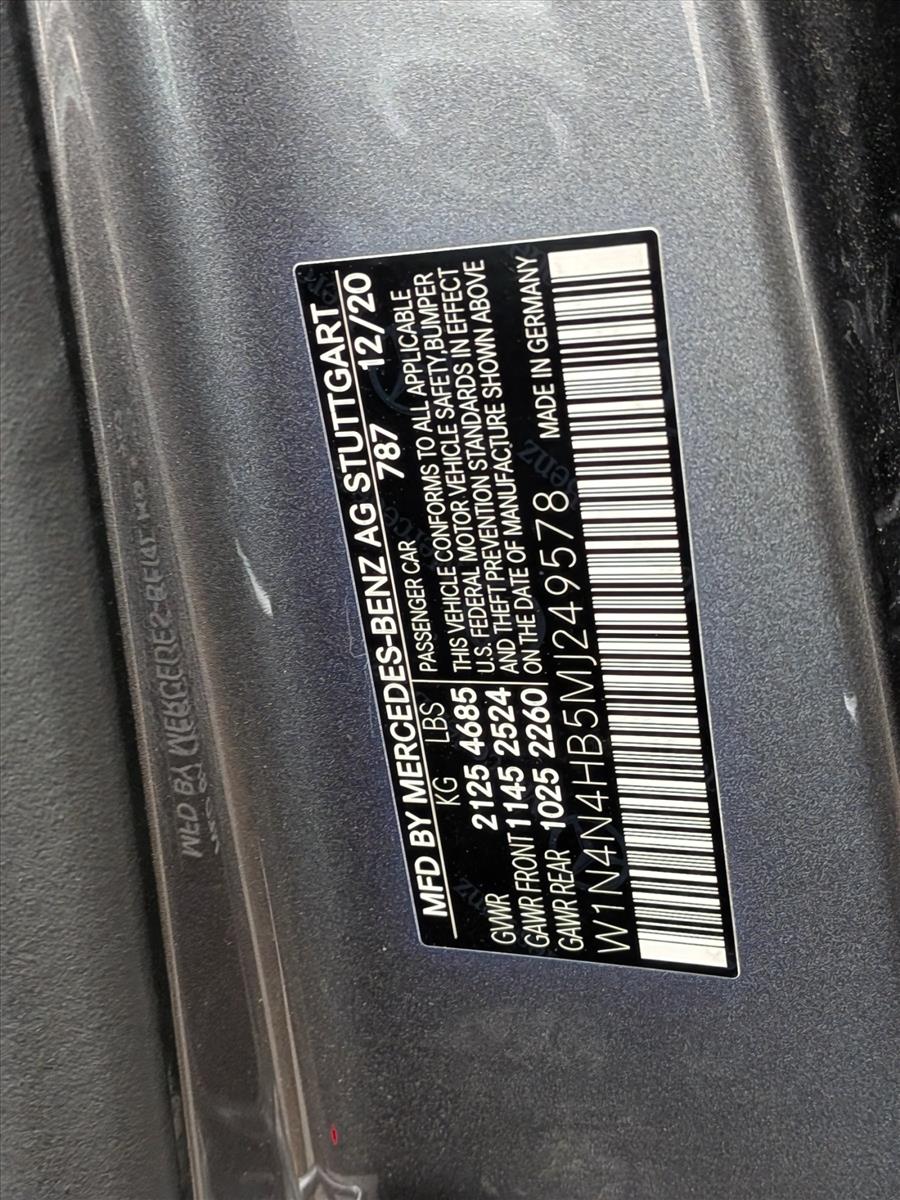 MFD BY MERCEDES-BENZ AG STUTTGART
KG LBS PASSENGER CAR 787 12/20
GVWR 2125 4685
GAWR FRONT 1145 2524
GAWR REAR 1025 2260
THIS VEHICLE CONFORMS TO ALL APPLICABLE
U.S. FEDERAL MOTOR VEHICLE SAFETY,BUMPER
AND THEFT PREVENTION STANDARDS IN EFFECT
ON THE DATE OF MANUFACTURE SHOWN ABOVE
W1N4N4HB5MJ249578 MADE IN GERMANY